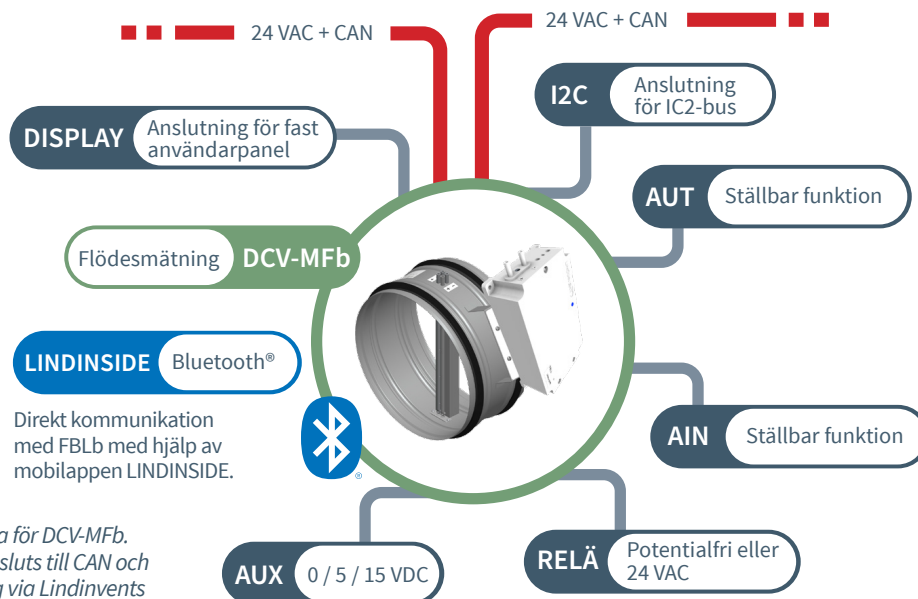 24 VAC + CAN
24 VAC + CAN
I2C
Anslutning
för IC2-bus
DISPLAY
Anslutning för fast
användarpanel
AUT
Ställbar funktion
Flödesmätning
DCV-MFb
LINDINSIDE
Bluetooth®
Direkt kommunikation
med FBLb med hjälp av
mobilappen LINDINSIDE.
®
AIN
Ställbar funktion
för DCV-MFb.
till CAN och
via Lindinvents
AUX
0 / 5 / 15 VDC
RELÄ
Potentialfri eller
24 VAC